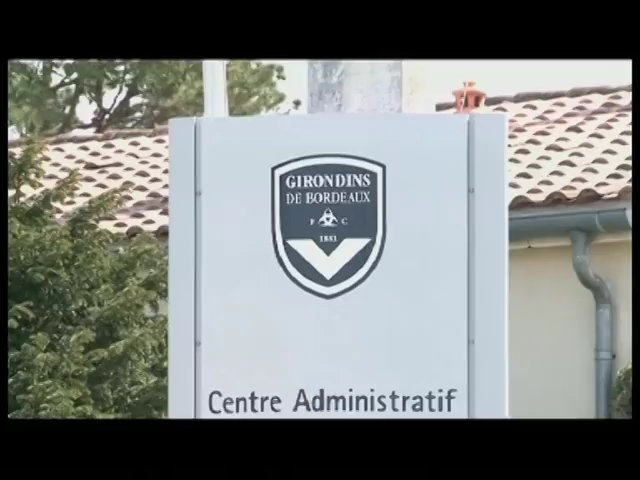 GIRONDINS
DE BORDEAUX
F C
1881
Centre Administratif